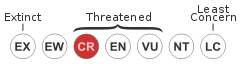 Extinct Threatened Least
Concern
EX EW CR EN VU NT LC